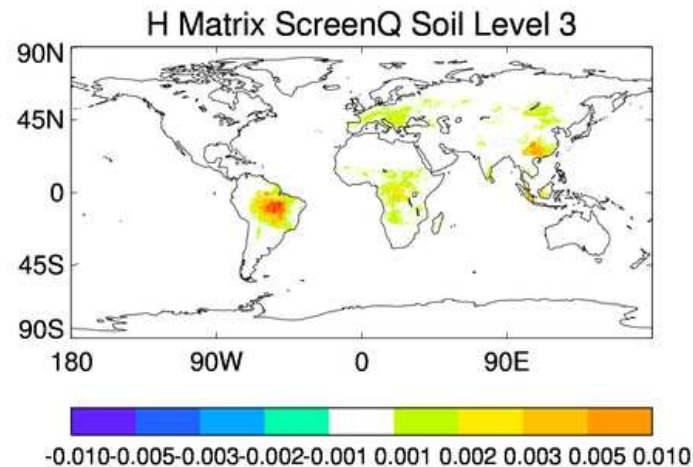 H Matrix ScreenQ Soil Level 3
90N
45N
0
45S
90S
180 90W 0 90E
-0.010-0.005-0.003-0.002-0.001 0.001 0.002 0.003 0.005 0.010